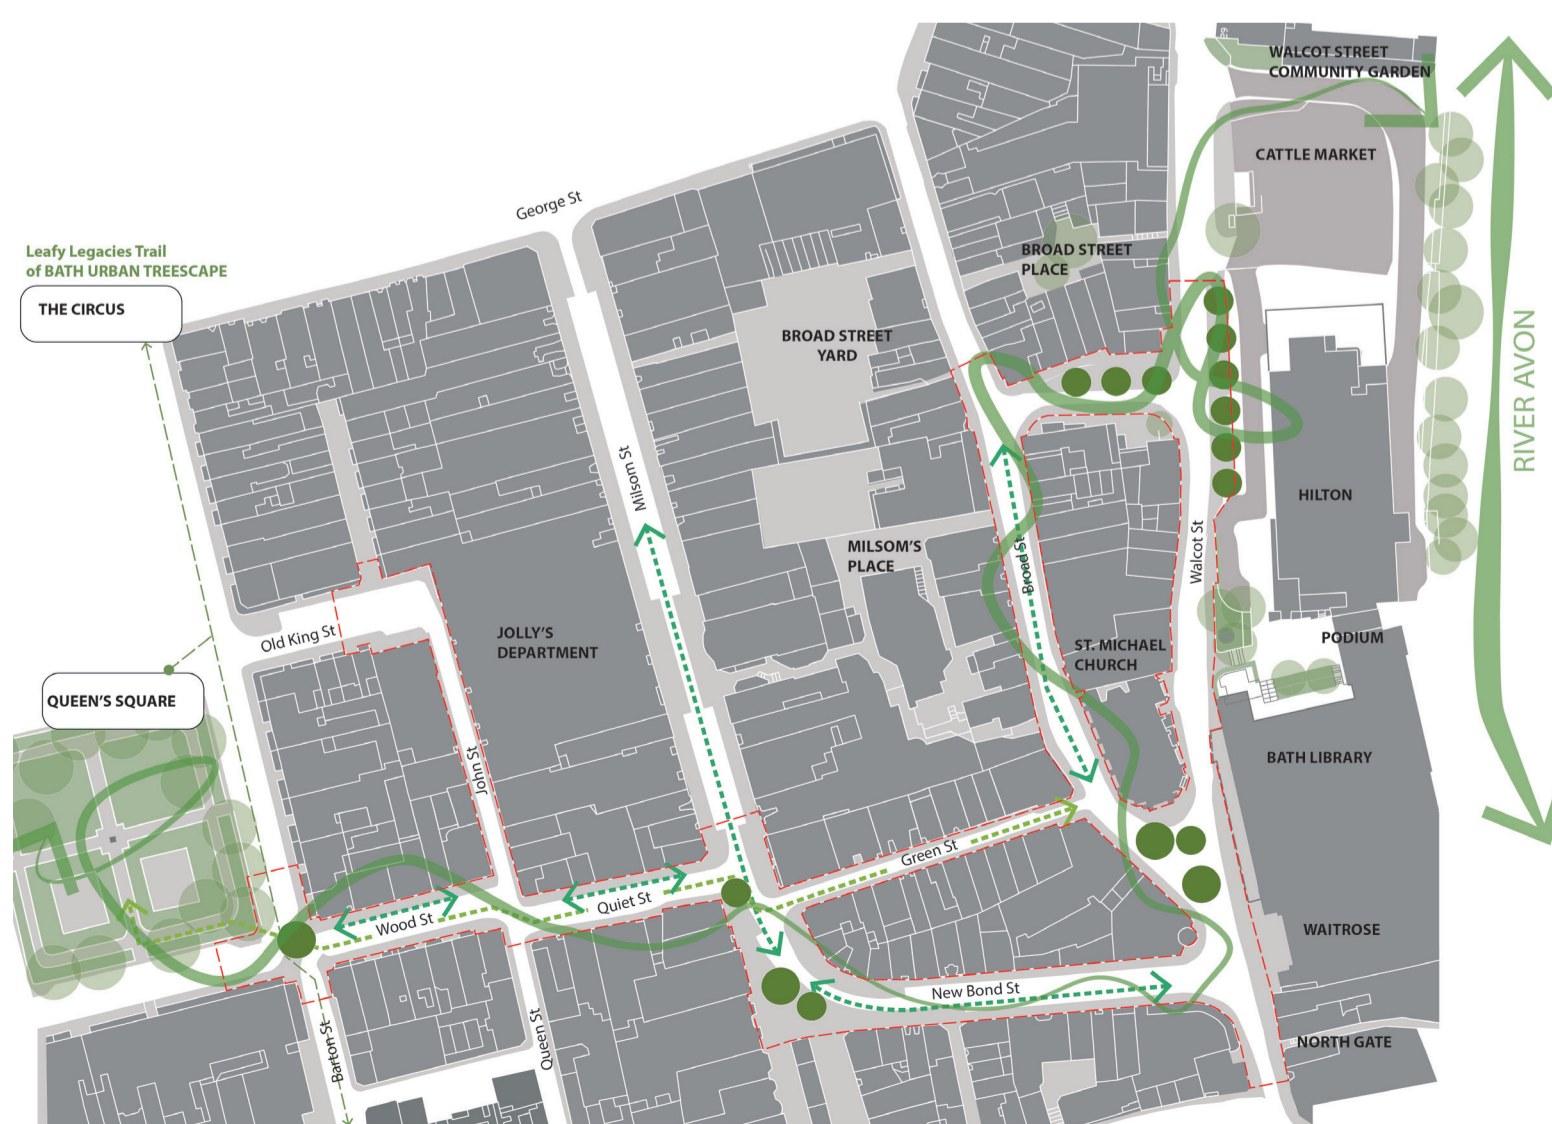 29
WALCOT STREET
COMMUNITY GARDEN
CATTLE MARKET
George St
Leafy Legacies Trail
of BATH URBAN TREESCAPE
THE CIRCUS
BROAD STREET
PLACE
BROAD STREET
YARD
RIVER AVON
Milsom St
HILTON
MILSOM'S
PLACE
Broad St
Walcot St
Old King St
JOLLY'S
DEPARTMENT
ST. MICHAEL
CHURCH
PODIUM
QUEEN'S SQUARE
John St
BATH LIBRARY
Green St
Quiet St
Wood St
WAITROSE
New Bond St
Barton St
Queen St
NORTH GATE